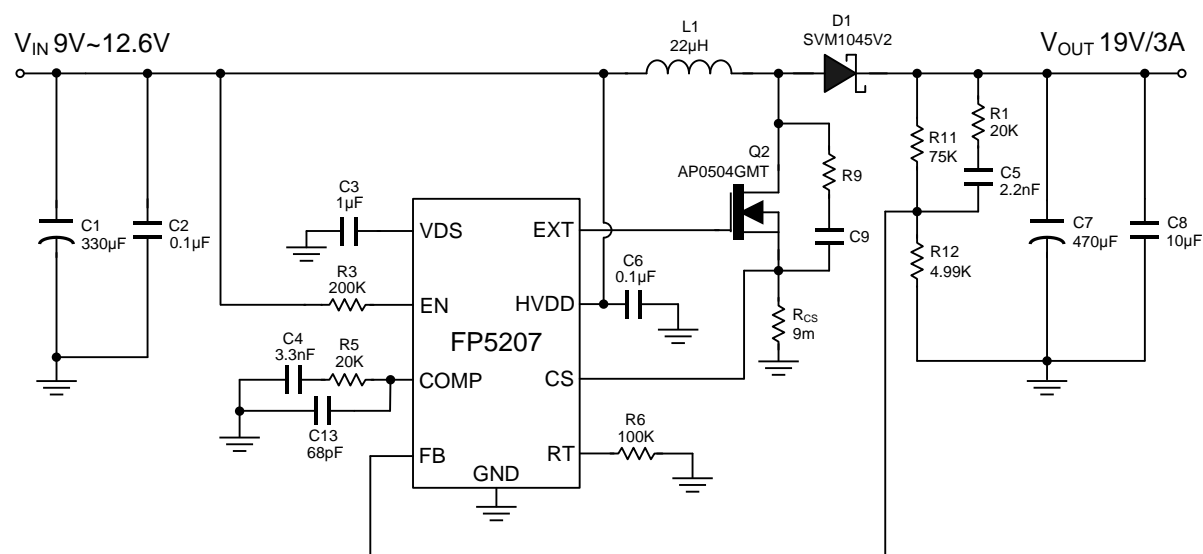 V_IN 9V~12.6V
L1
22μH
D1
SVM1045V2
V_OUT 19V/3A
C1
330μF
C2
0.1μF
C3
1μF
R3
200K
C4
3.3nF
R5
20K
C13
68pF
VDS
EN
COMP
FB
FP5207
GND
EXT
HVDD
CS
RT
C6
0.1μF
R6
100K
Q2
AP0504GMT
R9
C9
R_CS
9m
R11
75K
R1
20K
C5
2.2nF
R12
4.99K
C7
470μF
C8
10μF